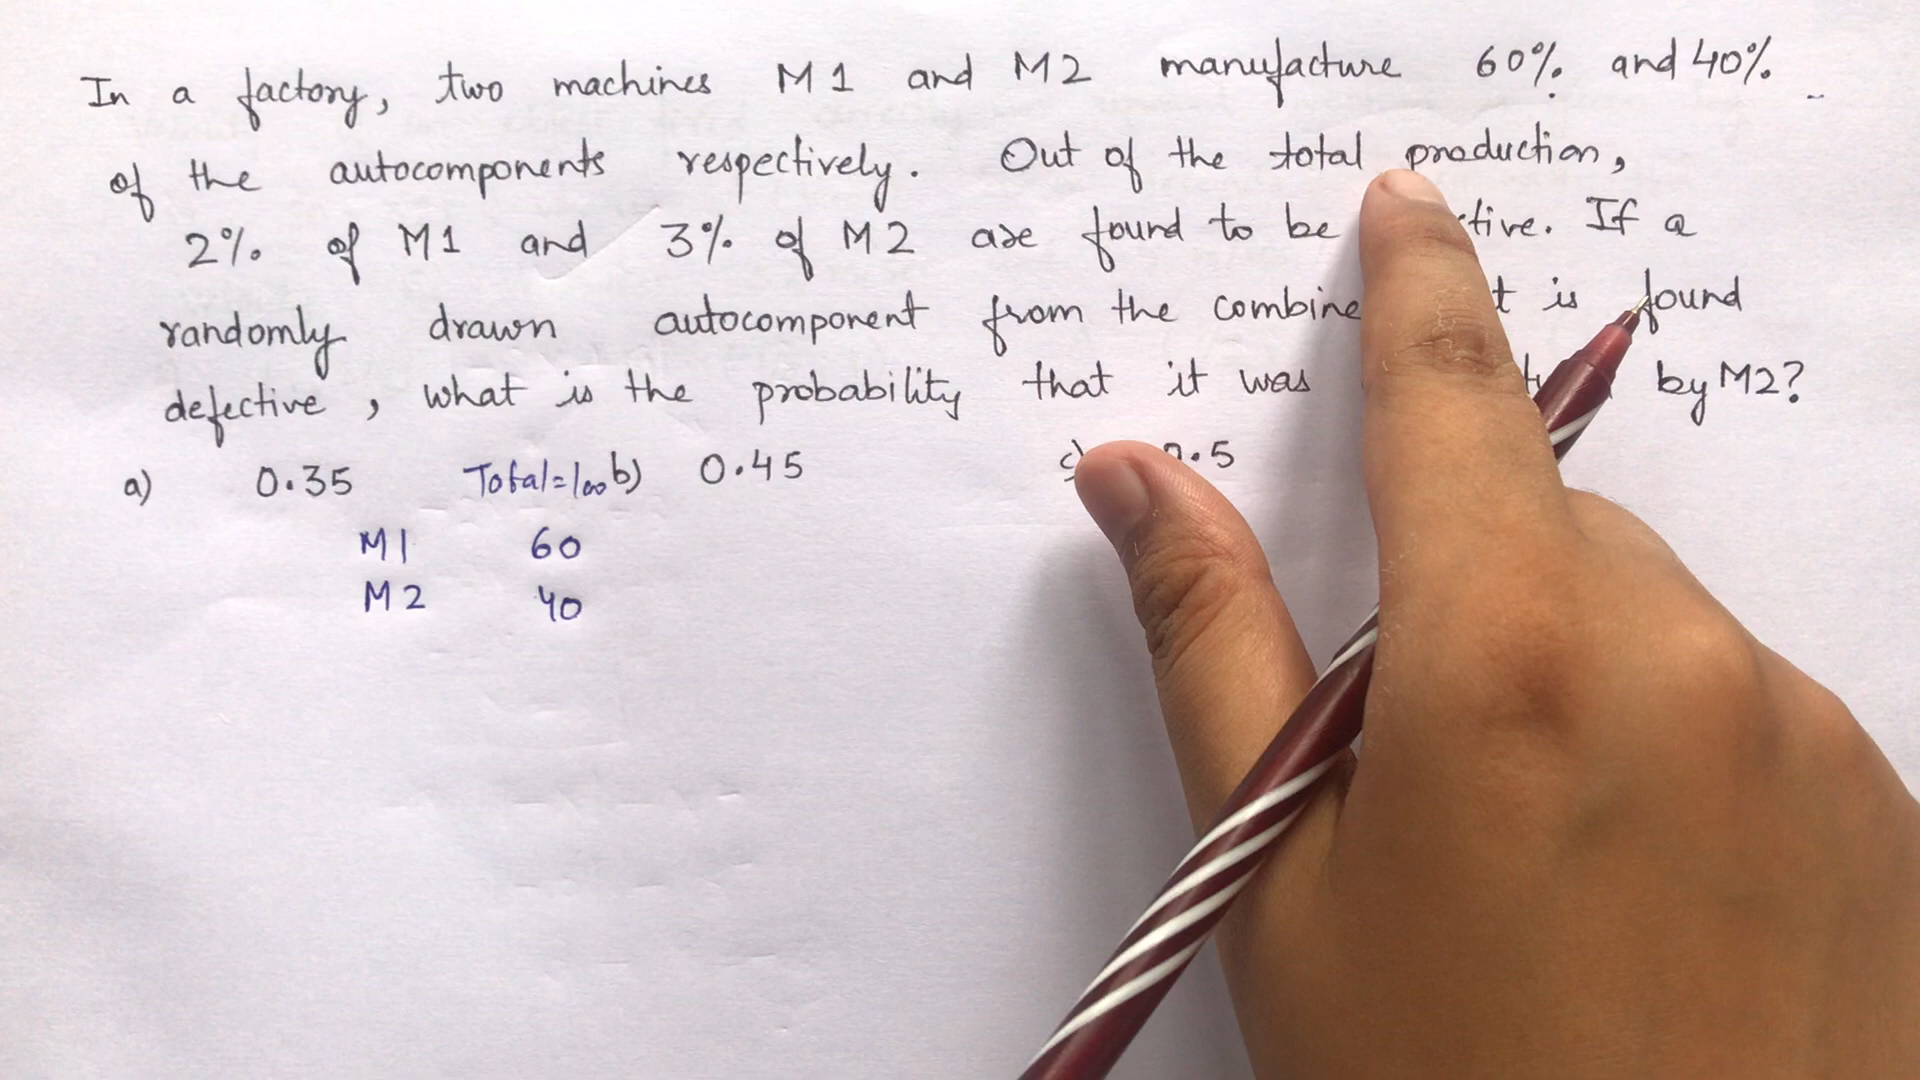 In a factory, two machines M1 and M2 manufacture 60% and 40%
of the autocomponents respectively. Out of the total production,
2% of M1 and 3% of M2 are found to be If a
randomly drawn autocomponent from the is found
defective, what is the probability that it was by M2?
a) 0.35 Total=100 b) 0.45 c) 0.5
M1 60
M2 40